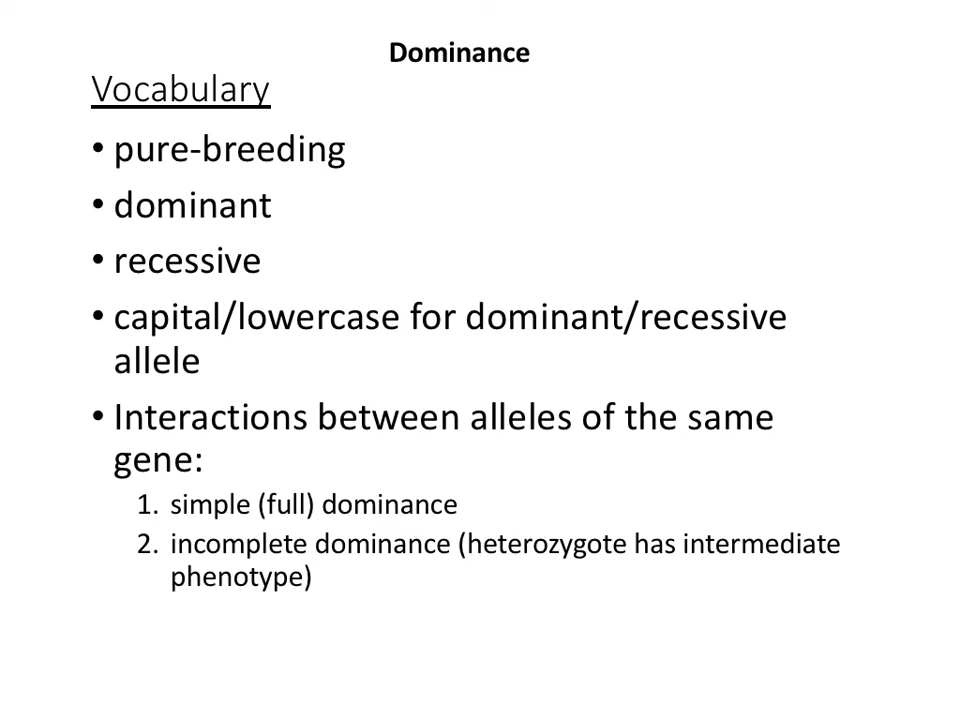 Dominance
Vocabulary
• pure-breeding
• dominant
• recessive
• capital/lowercase for dominant/recessive
allele
• Interactions between alleles of the same
gene:
1. simple (full) dominance
2. incomplete dominance (heterozygote has intermediate
phenotype)